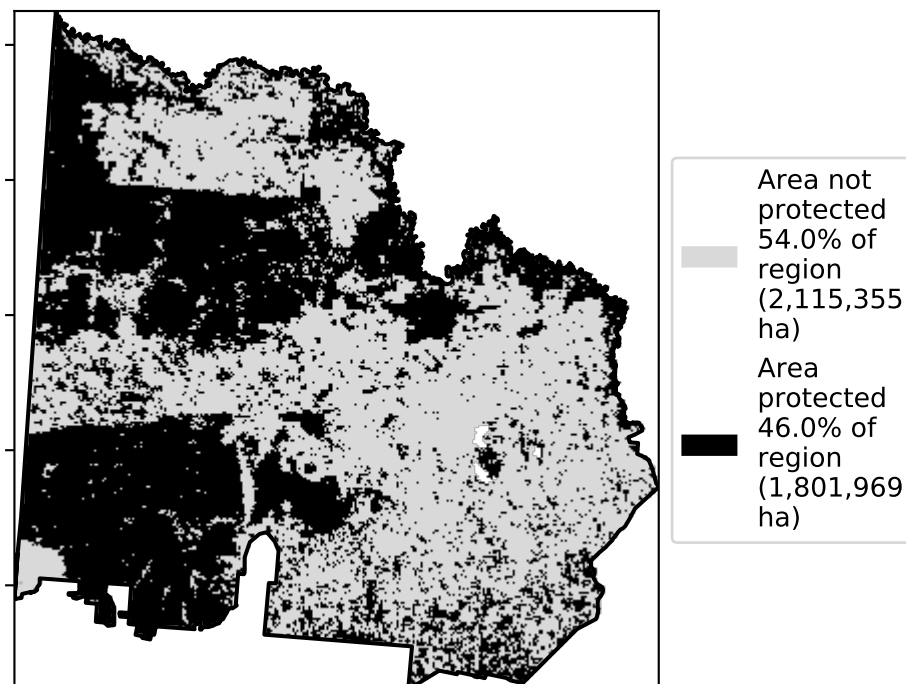 Area not
protected
54.0% of
region
(2,115,355
ha)
Area
protected
46.0% of
region
(1,801,969
ha)